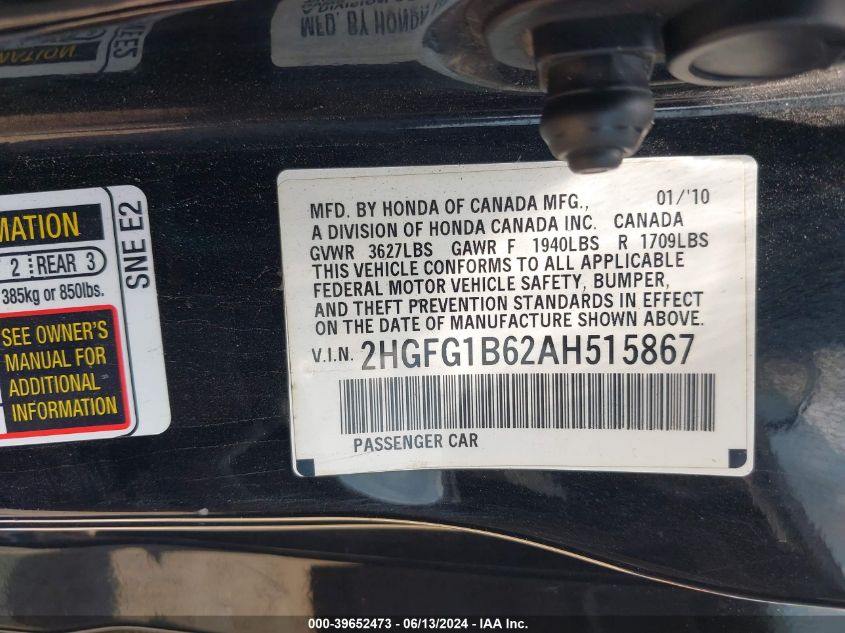 MFD. BY HONDA
MATION
2 REAR 3
385kg or 850lbs.
SEE OWNER'S
MANUAL FOR
ADDITIONAL
INFORMATION
SNE E2
MFD. BY HONDA OF CANADA MFG., 01/'10
A DIVISION OF HONDA CANADA INC. CANADA
GVWR 3627LBS GAWR F 1940LBS R 1709LBS
THIS VEHICLE CONFORMS TO ALL APPLICABLE
FEDERAL MOTOR VEHICLE SAFETY, BUMPER,
AND THEFT PREVENTION STANDARDS IN EFFECT
ON THE DATE OF MANUFACTURE SHOWN ABOVE.
V.I.N. 2HGFG1B62AH515867
PASSENGER CAR
000-39652473 - 06/13/2024 - IAA Inc.